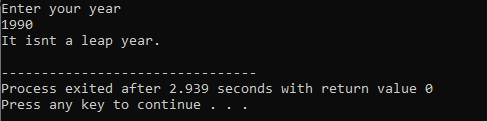 Enter your year
1990
It isnt a leap year.
--------------------------------
Process exited after 2.939 seconds with return value 0
Press any key to continue . . .